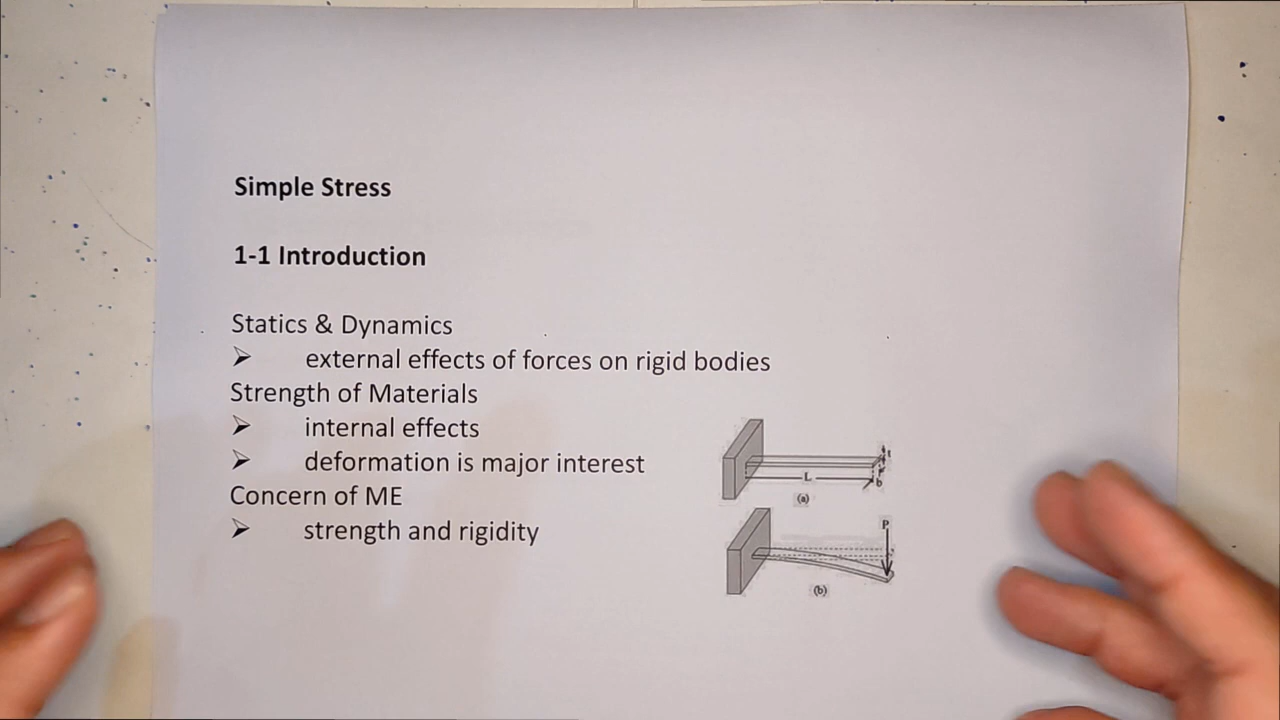 Simple Stress
1-1 Introduction
Statics & Dynamics
➢ external effects of forces on rigid bodies
Strength of Materials
➢ internal effects
➢ deformation is major interest
Concern of ME
➢ strength and rigidity
t
L
b
(a)
P
(b)